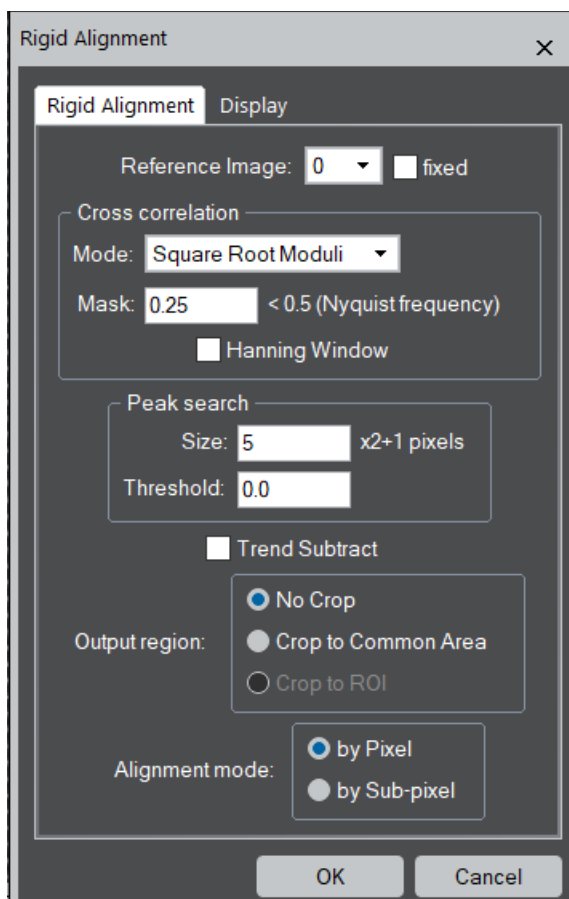 Rigid Alignment
Rigid Alignment Display
Reference Image: 0 fixed
Cross correlation
Mode: Square Root Moduli
Mask: 0.25 < 0.5 (Nyquist frequency)
Hanning Window
Peak search
Size: 5 x2+1 pixels
Threshold: 0.0
Trend Subtract
No Crop
Output region: Crop to Common Area
Crop to ROI
by Pixel
Alignment mode:
by Sub-pixel
OK Cancel